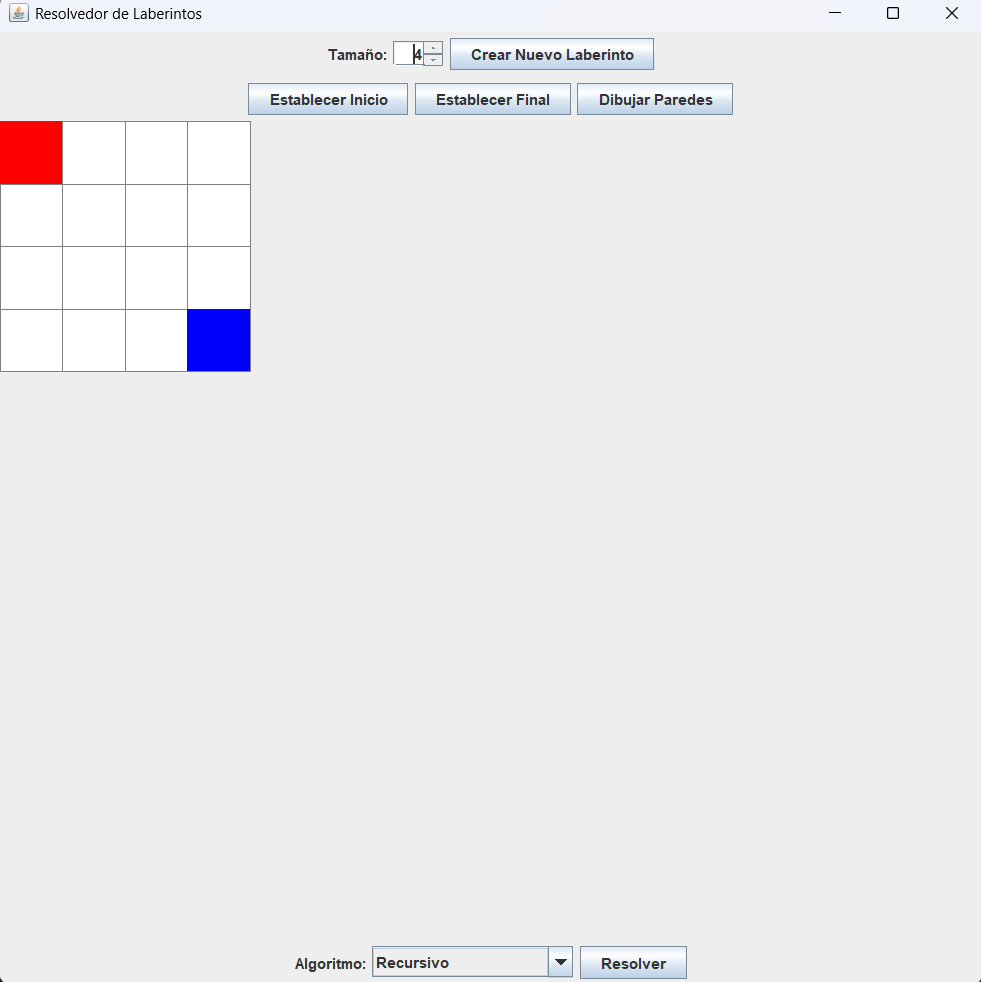 Resolvedor de Laberintos
Tamaño: 4 Crear Nuevo Laberinto
Establecer Inicio Establecer Final Dibujar Paredes
Algoritmo: Recursivo Resolver